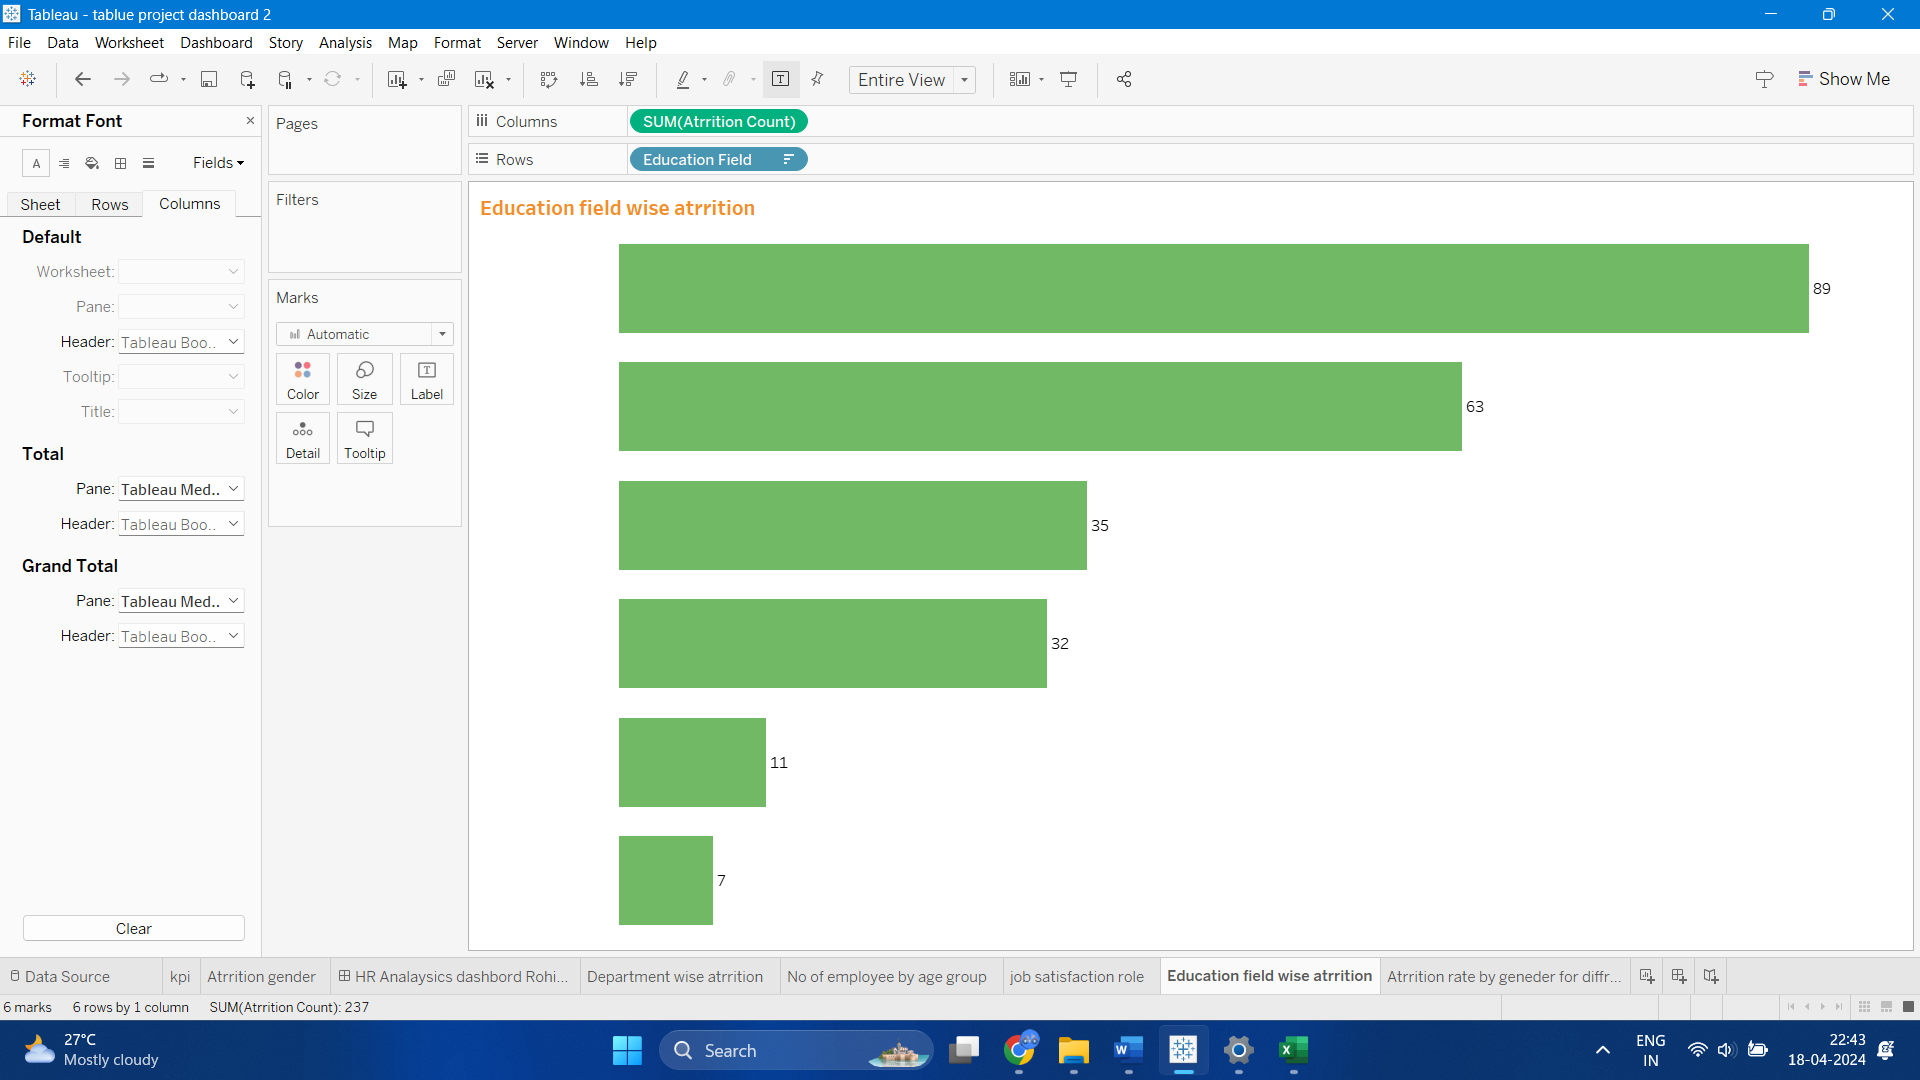 Tableau - tablue project dashboard 2
File Data Worksheet Dashboard Story Analysis Map Format Server Window Help
Entire View
Show Me
Format Font
Fields
Sheet Rows Columns
Default
Worksheet:
Pane:
Header: Tableau Boo..
Tooltip:
Title:
Total
Pane: Tableau Med..
Header: Tableau Boo..
Grand Total
Pane: Tableau Med..
Header: Tableau Boo..
Clear
Pages
Filters
Marks
Automatic
Color Size Label
Detail Tooltip
Columns SUM(Atrrition Count)
Rows Education Field
Education field wise atrrition
89
63
35
32
11
7
Data Source kpi Atrrition gender HR Analaysics dashbord Rohi... Department wise atrrition No of employee by age group job satisfaction role Education field wise atrrition Atrrition rate by geneder for diffr...
6 marks 6 rows by 1 column SUM(Atrrition Count): 237
27°C
Mostly cloudy
Search
ENG
IN
22:43
18-04-2024